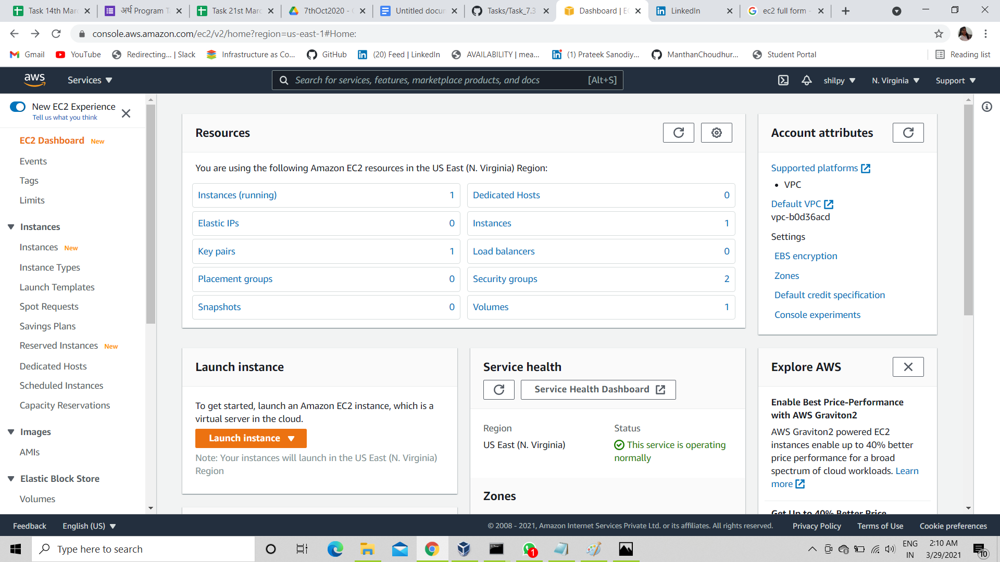 Task 14th Marc
अर्थ Program T
Task 21st Marc
7thOct2020 - G
Untitled docun
Tasks/Task_7.3
Dashboard | EC
LinkedIn
ec2 full form -
console.aws.amazon.com/ec2/v2/home?region=us-east-1#Home:
Gmail
YouTube
Redirecting... | Slack
Infrastructure as Co...
GitHub
(20) Feed | LinkedIn
AVAILABILITY | mea...
(1) Prateek Sanodiy...
ManthanChoudhur...
Student Portal
Reading list
aws
Services
Search for services, features, marketplace products, and docs
[Alt+S]
shilpy
N. Virginia
Support
New EC2 Experience
Tell us what you think
EC2 Dashboard New
Events
Tags
Limits
Instances
Instances New
Instance Types
Launch Templates
Spot Requests
Savings Plans
Reserved Instances New
Dedicated Hosts
Scheduled Instances
Capacity Reservations
Images
AMIs
Elastic Block Store
Volumes
Resources
You are using the following Amazon EC2 resources in the US East (N. Virginia) Region:
Instances (running) 1
Dedicated Hosts 0
Elastic IPs 0
Instances 1
Key pairs 1
Load balancers 0
Placement groups 0
Security groups 2
Snapshots 0
Volumes 1
Account attributes
Supported platforms
• VPC
Default VPC
vpc-b0d36acd
Settings
EBS encryption
Zones
Default credit specification
Console experiments
Launch instance
To get started, launch an Amazon EC2 instance, which is a
virtual server in the cloud.
Launch instance
Note: Your instances will launch in the US East (N. Virginia)
Region
Service health
Service Health Dashboard
Region
Status
US East (N. Virginia)
This service is operating
normally
Zones
Explore AWS
Enable Best Price-Performance
with AWS Graviton2
AWS Graviton2 powered EC2
instances enable up to 40% better
price performance for a broad
spectrum of cloud workloads. Learn
more
Get Up to 40% Better Price
Feedback
English (US)
© 2008 - 2021, Amazon Internet Services Private Ltd. or its affiliates. All rights reserved.
Privacy Policy
Terms of Use
Cookie preferences
Type here to search
1
ENG
IN
2:10 AM
3/29/2021
10